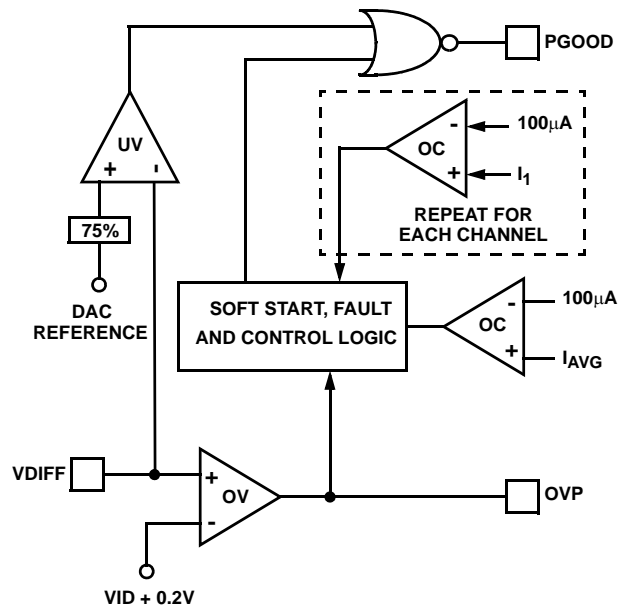 PGOOD
100μA
-
OC
+
I1
REPEAT FOR
EACH CHANNEL
UV
+ -
75%
DAC
REFERENCE
SOFT START, FAULT
AND CONTROL LOGIC
100μA
-
OC
+
IAVG
VDIFF
+
OV
-
OVP
VID + 0.2V